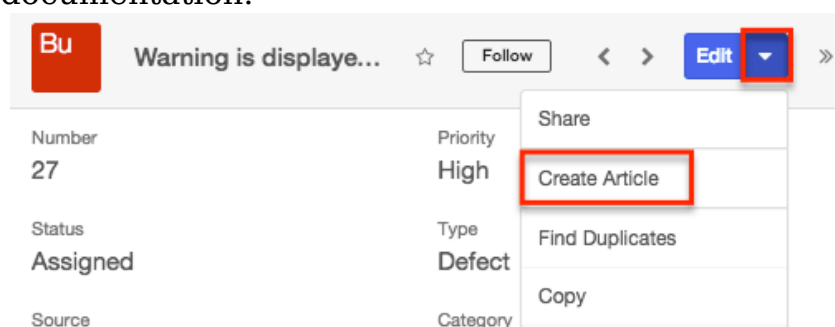 documentation.
Bu
Warning is displaye... ☆ Follow < > Edit »
Share
Number
Priority
27
High
Create Article
Status
Type
Find Duplicates
Assigned
Defect
Copy
Source
Category